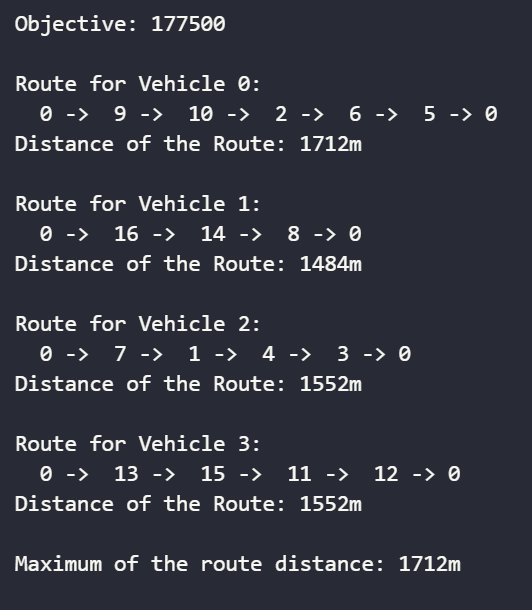 Objective: 177500
Route for Vehicle 0:
0 -> 9 -> 10 -> 2 -> 6 -> 5 -> 0
Distance of the Route: 1712m
Route for Vehicle 1:
0 -> 16 -> 14 -> 8 -> 0
Distance of the Route: 1484m
Route for Vehicle 2:
0 -> 7 -> 1 -> 4 -> 3 -> 0
Distance of the Route: 1552m
Route for Vehicle 3:
0 -> 13 -> 15 -> 11 -> 12 -> 0
Distance of the Route: 1552m
Maximum of the route distance: 1712m